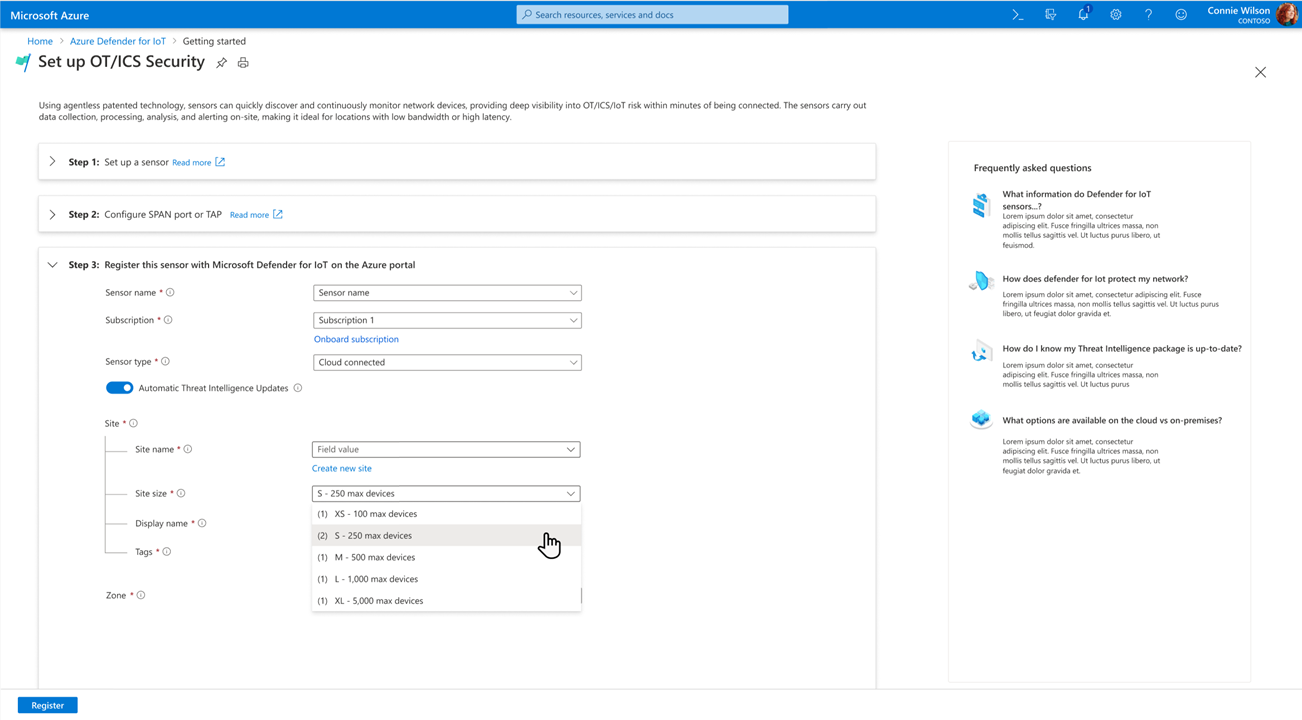 Microsoft Azure
Search resources, services and docs
1
Connie Wilson
CONTOSO
Home > Azure Defender for IoT > Getting started
Set up OT/ICS Security
Using agentless patented technology, sensors can quickly discover and continuously monitor network devices, providing deep visibility into OT/ICS/IoT risk within minutes of being connected. The sensors carry out
data collection, processing, analysis, and alerting on-site, making it ideal for locations with low bandwidth or high latency.
Step 1: Set up a sensor Read more
Step 2: Configure SPAN port or TAP Read more
Step 3: Register this sensor with Microsoft Defender for IoT on the Azure portal
Sensor name * Sensor name
Subscription * Subscription 1
Onboard subscription
Sensor type * Cloud connected
Automatic Threat Intelligence Updates
Site *
Site name * Field value
Create new site
Site size * S - 250 max devices
(1) XS - 100 max devices
(2) S - 250 max devices
(1) M - 500 max devices
(1) L - 1,000 max devices
(1) XL - 5,000 max devices
Display name *
Tags *
Zone *
Register
Frequently asked questions
What information do Defender for IoT
sensors...?
Lorem ipsum dolor sit amet, consectetur
adipiscing elit. Fusce fringilla ultrices massa, non
mollis tellus sagittis vel. Ut luctus purus libero, ut
feuismod.
How does defender for Iot protect my network?
Lorem ipsum dolor sit amet, consectetur adipiscing elit. Fusce
fringilla ultrices massa, non mollis tellus sagittis vel. Ut luctus purus
libero, ut feugiat dolor gravida et.
How do I know my Threat Intelligence package is up-to-date?
Lorem ipsum dolor sit amet, consectetur
adipiscing elit. Fusce fringilla ultrices massa, non
mollis tellus sagittis vel. Ut luctus purus
What options are available on the cloud vs on-premises?
Lorem ipsum dolor sit amet, consectetur
adipiscing elit. Fusce fringilla ultrices massa, non
mollis tellus sagittis vel. Ut luctus purus libero, ut
feugiat dolor gravida et.